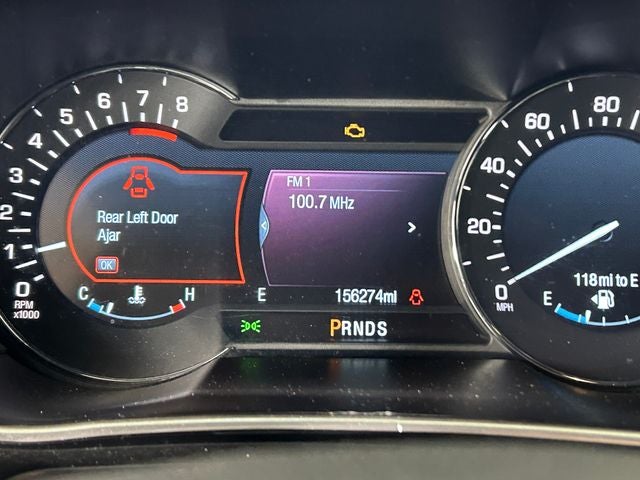 0
1
2
3
4
5
6
7
8
RPM
x1000
Rear Left Door
Ajar
OK
C
H
FM 1
100.7 MHz
E
156274mi
PRNDS
0
20
40
60
80
MPH
118mi to E
E